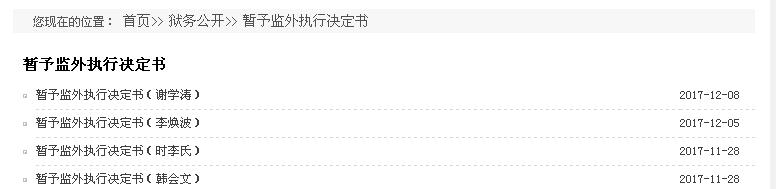 您现在的位置： 首页>> 狱务公开>> 暂予监外执行决定书
暂予监外执行决定书
暂予监外执行决定书（谢学涛） 2017-12-08
暂予监外执行决定书（李焕波） 2017-12-05
暂予监外执行决定书（时李氏） 2017-11-28
暂予监外执行决定书（韩会文） 2017-11-28